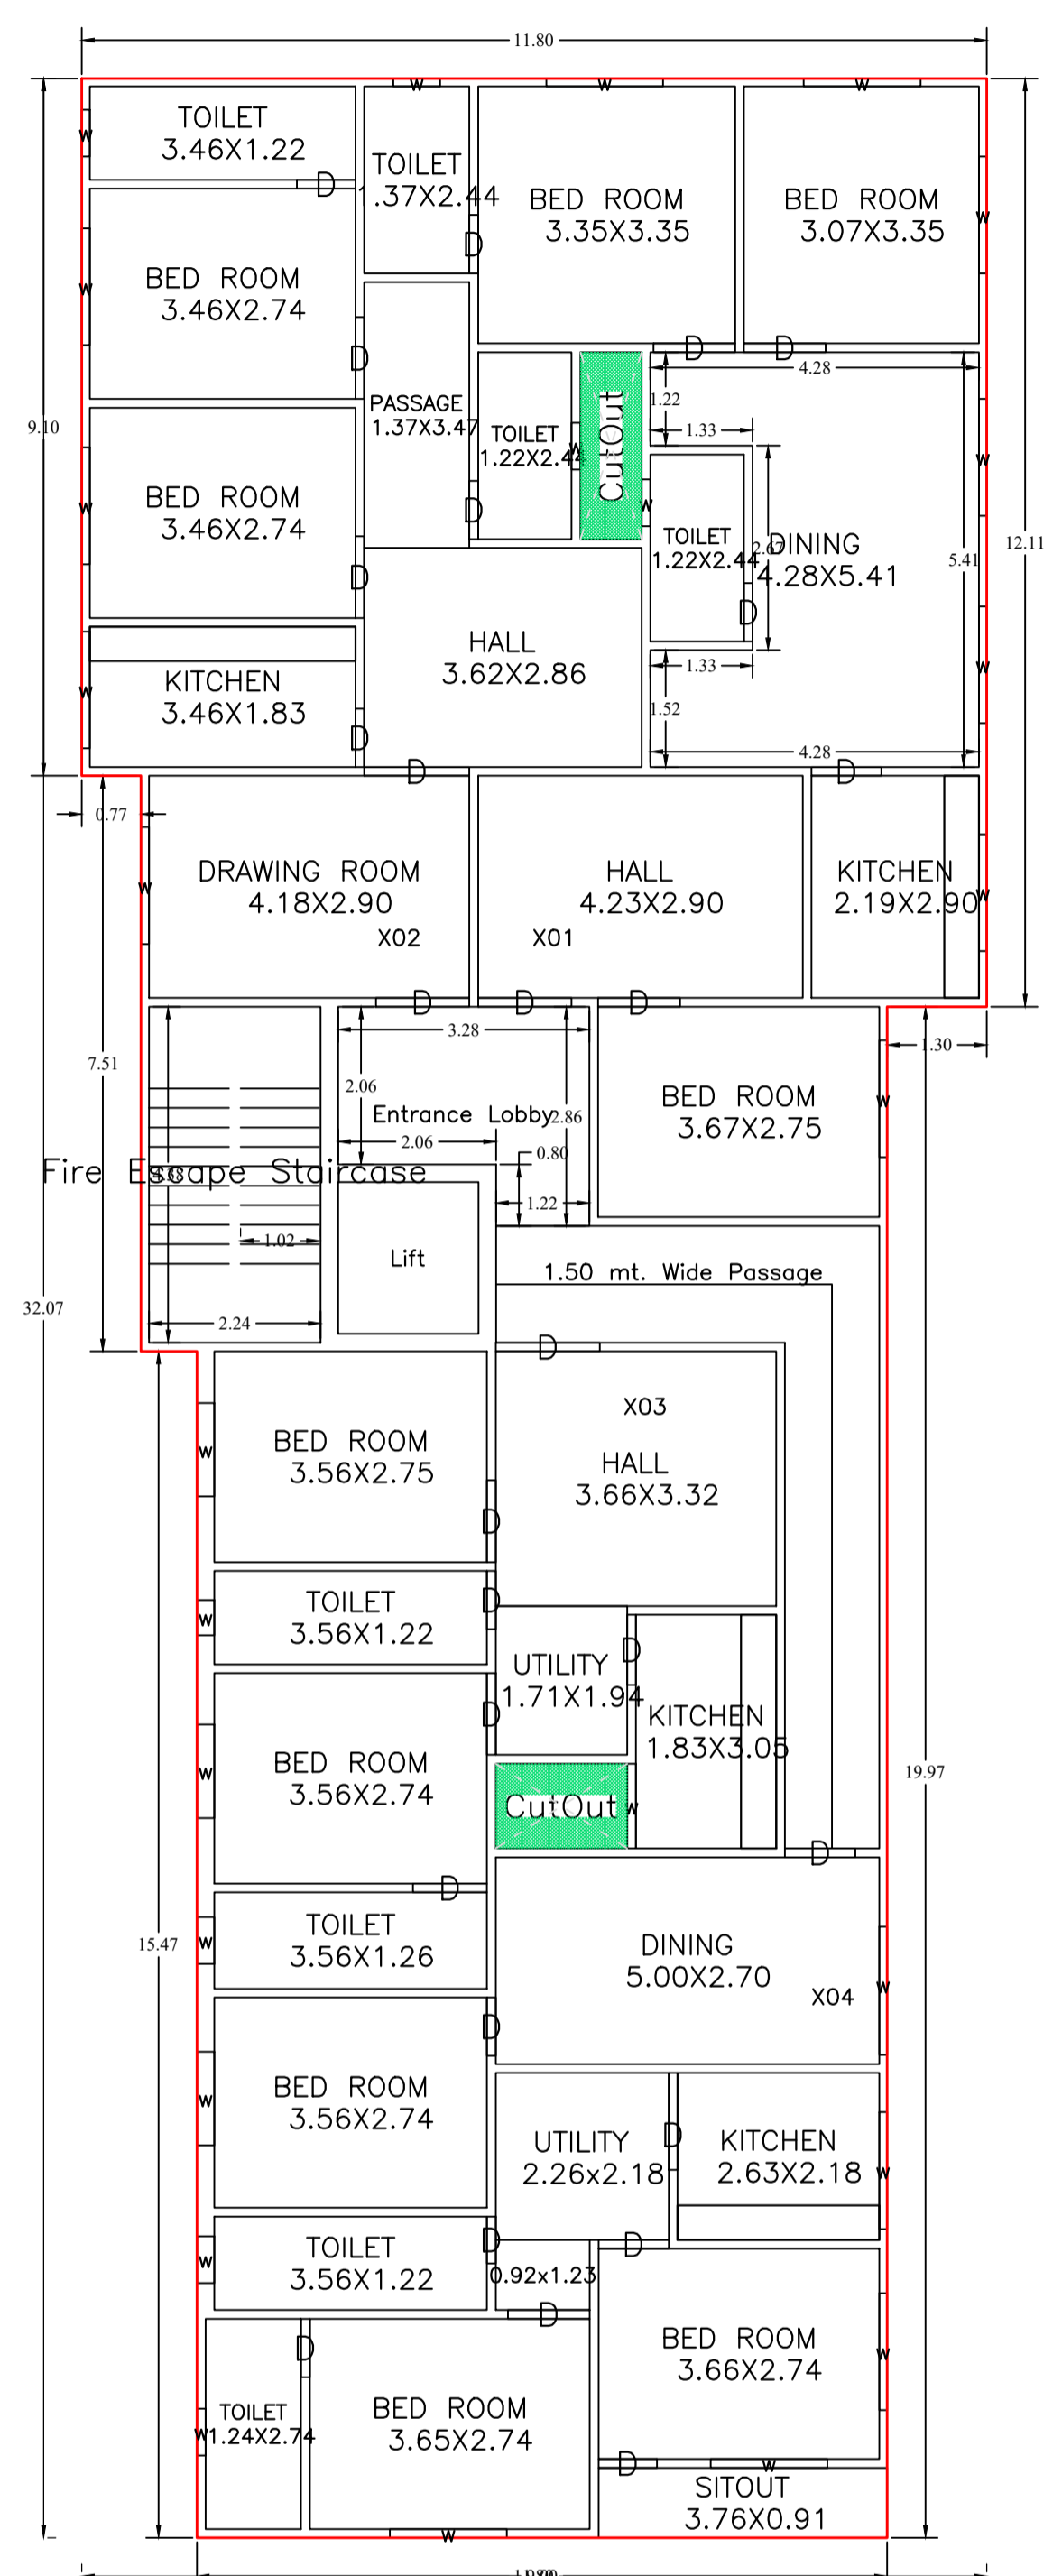 11.80
W
W
W
TOILET
3.46X1.22
W
D
TOILET
1.37X2.44
D
BED ROOM
3.35X3.35
BED ROOM
3.07X3.35
W
BED ROOM
3.46X2.74
W
D
D
D
4.28
1.22
1.33
CutOut
PASSAGE
1.37X3.47
TOILET
1.22X2.44
W
D
9.10
W
BED ROOM
3.46X2.74
W
D
W
TOILET
1.22X2.44
2.67
D
DINING
4.28X5.41
5.41
12.11
HALL
3.62X2.86
1.33
1.52
W
KITCHEN
3.46X1.83
W
D
4.28
D
D
0.77
DRAWING ROOM
4.18X2.90
X02
W
HALL
4.23X2.90
X01
KITCHEN
2.19X2.90
W
D
D
D
3.28
1.30
7.51
2.06
Entrance Lobby
2.86
2.06
0.80
1.22
BED ROOM
3.67X2.75
W
Fire Escape Staircase
4.38
1.02
2.24
Lift
1.50 mt. Wide Passage
32.07
D
BED ROOM
3.56X2.75
W
D
X03
HALL
3.66X3.32
TOILET
3.56X1.22
W
D
UTILITY
1.71X1.94
D
D
KITCHEN
1.83X3.05
BED ROOM
3.56X2.74
W
19.97
CutOut
W
D
D
TOILET
3.56X1.26
W
15.47
DINING
5.00X2.70
X04
W
D
BED ROOM
3.56X2.74
W
UTILITY
2.26x2.18
D
KITCHEN
2.63X2.18
W
TOILET
3.56X1.22
W
D
D
0.92x1.23
D
D
BED ROOM
3.66X2.74
W
TOILET
1.24X2.74
W
BED ROOM
3.65X2.74
D
W
SITOUT
3.76X0.91
W